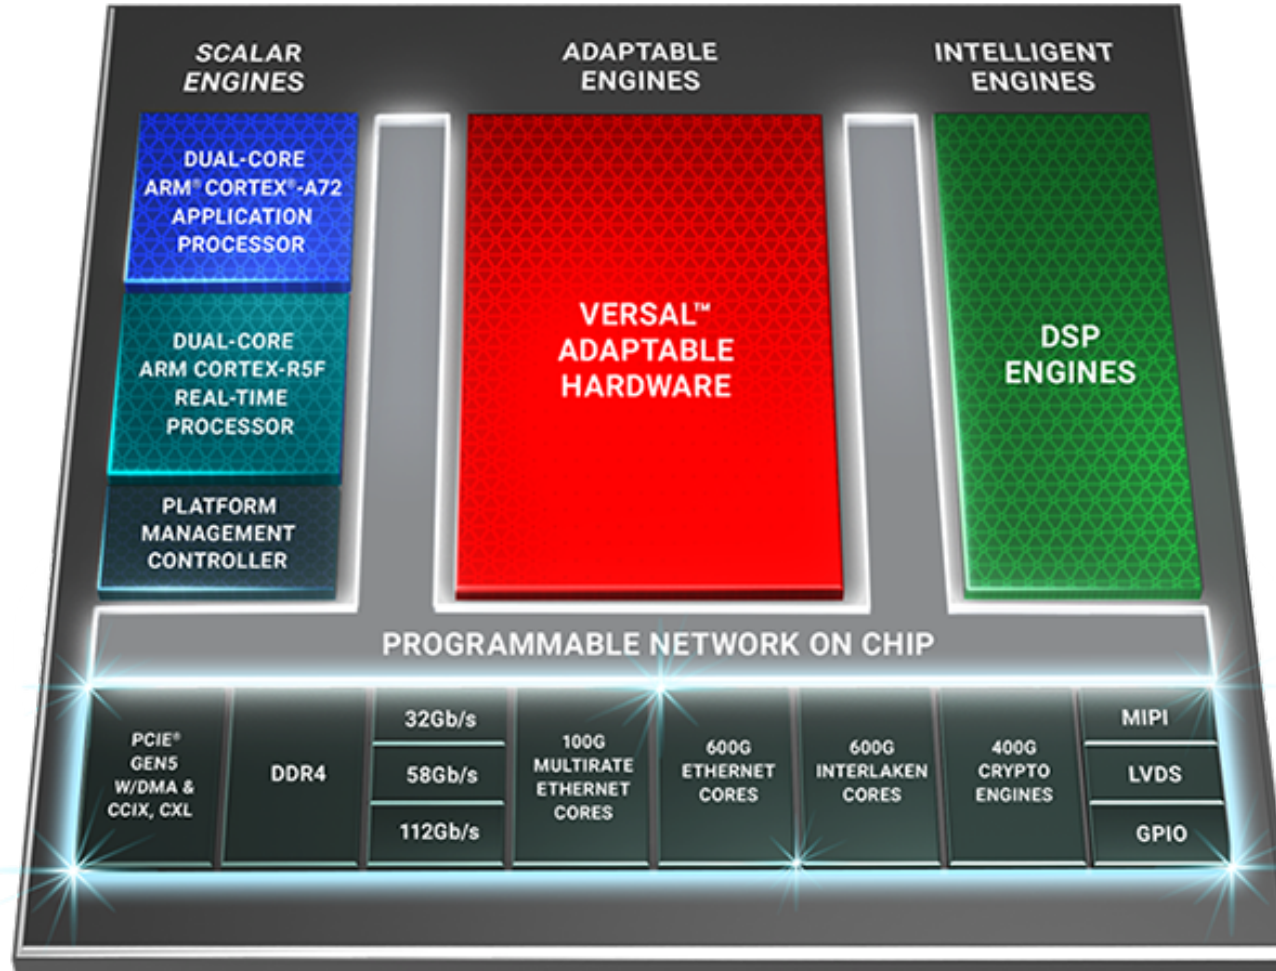 SCALAR
ENGINES
ADAPTABLE
ENGINES
INTELLIGENT
ENGINES
DUAL-CORE
ARM® CORTEX®-A72
APPLICATION
PROCESSOR
DUAL-CORE
ARM CORTEX-R5F
REAL-TIME
PROCESSOR
PLATFORM
MANAGEMENT
CONTROLLER
VERSAL™
ADAPTABLE
HARDWARE
DSP
ENGINES
PROGRAMMABLE NETWORK ON CHIP
PCIE®
GEN5
W/DMA &
CCIX, CXL
DDR4
32Gb/s
58Gb/s
112Gb/s
100G
MULTIRATE
ETHERNET
CORES
600G
ETHERNET
CORES
600G
INTERLAKEN
CORES
400G
CRYPTO
ENGINES
MIPI
LVDS
GPIO